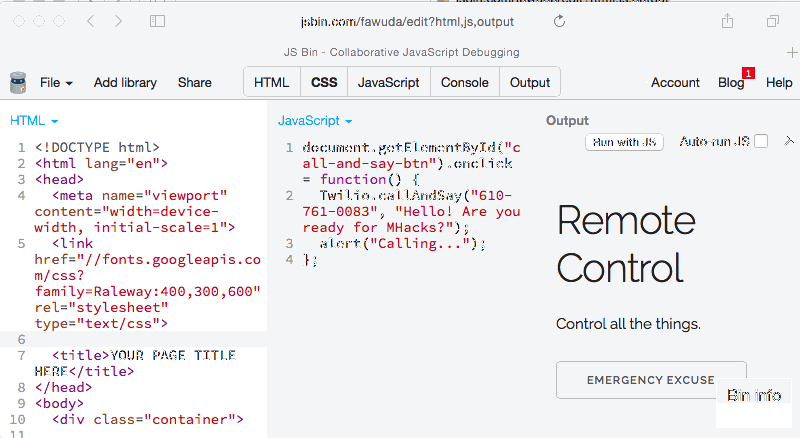 jsbin.com/fawuda/edit?html,js,output
JS Bin - Collaborative JavaScript Debugging
File Add library Share HTML CSS JavaScript Console Output Account Blog 1 Help
HTML
1 <!DOCTYPE html>
2 <html lang="en">
3 <head>
4 <meta name="viewport"
content="width=device-
width, initial-scale=1">
5 <link
href="//fonts.googleapis.co
m/css?
family=Raleway:400,300,600"
rel="stylesheet"
type="text/css">
6
7 <title>YOUR PAGE TITLE
HERE</title>
8 </head>
9 <body>
10 <div class="container">
11
JavaScript
1 document.getElementById("c
all-and-say-btn").onclick
= function() {
2 Twilio.callAndSay("610-
761-0083", "Hello! Are you
ready for MHacks?");
3 alert("Calling...");
4 };
Output
Run with JS Auto-run JS
Remote
Control
Control all the things.
EMERGENCY EXCUSE
Bin info